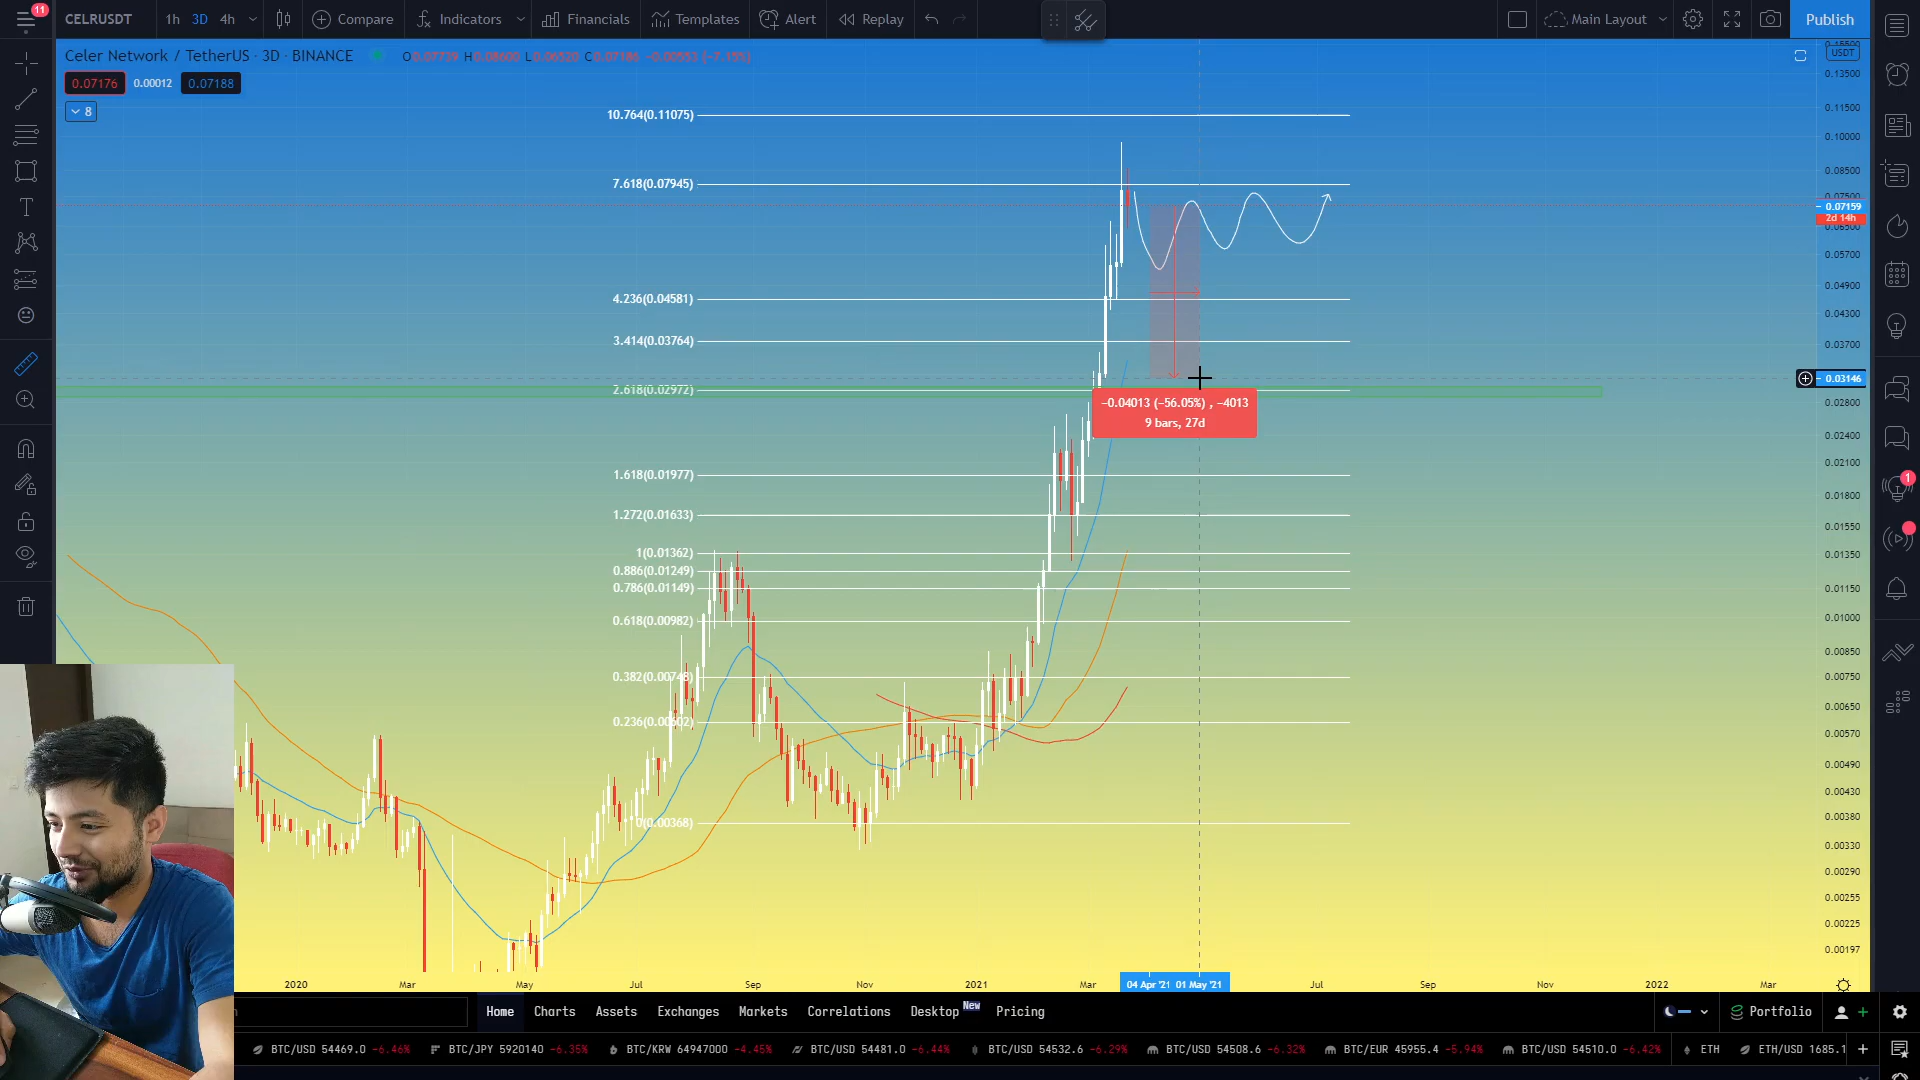 11
CELRUSDT
1h
3D
4h
Compare
Indicators
Financials
Templates
Alert
Replay
Main Layout
Publish
Celer Network / TetherUS · 3D · BINANCE
O0.07739 H0.08600 L0.06520 C0.07186 −0.00553 (−7.15%)
0.07176
0.00012
0.07188
8
USDT
0.13500
0.11500
0.10000
0.08500
0.07500
0.07159
2d 14h
0.06500
0.05700
0.04900
0.04300
0.03700
0.03146
0.02800
0.02400
0.02100
0.01800
0.01550
0.01350
0.01150
0.01000
0.00850
0.00750
0.00650
0.00570
0.00490
0.00430
0.00380
0.00330
0.00290
0.00255
0.00225
0.00197
10.764(0.11075)
7.618(0.07945)
4.236(0.04581)
3.414(0.03764)
2.618(0.02972)
1.618(0.01977)
1.272(0.01633)
1(0.01362)
0.886(0.01249)
0.786(0.01149)
0.618(0.00982)
0.382(0.00748)
0.236(0.00602)
0(0.00368)
−0.04013 (−56.05%) , −4013
9 bars, 27d
1
2020
Mar
May
Jul
Sep
Nov
2021
Mar
04 Apr '21
01 May '21
Jul
Sep
Nov
2022
Mar
Home
Charts
Assets
Exchanges
Markets
Correlations
Desktop New
Pricing
Portfolio
BTC/USD 54469.0 -6.46%
BTC/JPY 5920140 -6.35%
BTC/KRW 64947000 -4.45%
BTC/USD 54481.0 -6.44%
BTC/USD 54532.6 -6.29%
BTC/USD 54508.6 -6.32%
BTC/EUR 45955.4 -5.94%
BTC/USD 54510.0 -6.42%
ETH
ETH/USD 1685.1